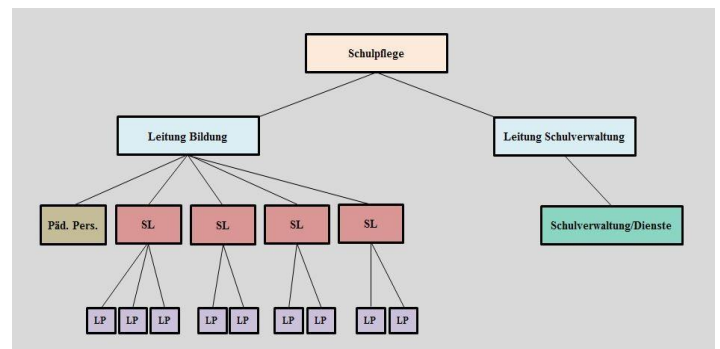 Schulpflege
Leitung Bildung
Leitung Schulverwaltung
Päd. Pers.
SL
SL
SL
SL
Schulverwaltung/Dienste
LP
LP
LP
LP
LP
LP
LP
LP
LP